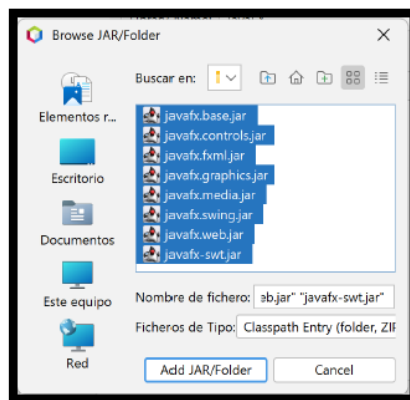 Browse JAR/Folder
Buscar en:
Elementos r...
Escritorio
Documentos
Este equipo
Red
javafx.base.jar
javafx.controls.jar
javafx.fxml.jar
javafx.graphics.jar
javafx.media.jar
javafx.swing.jar
javafx.web.jar
javafx-swt.jar
Nombre de fichero: eb.jar" "javafx-swt.jar"
Ficheros de Tipo: Classpath Entry (folder, ZIF
Add JAR/Folder Cancel